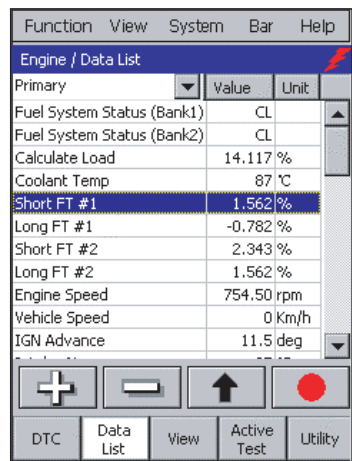 Function View System Bar Help
Engine / Data List
Primary Value Unit
Fuel System Status (Bank1) CL
Fuel System Status (Bank2) CL
Calculate Load 14.117 %
Coolant Temp 87 ℃
Short FT #1 1.562 %
Long FT #1 -0.782 %
Short FT #2 2.343 %
Long FT #2 1.562 %
Engine Speed 754.50 rpm
Vehicle Speed 0 Km/h
IGN Advance 11.5 deg
DTC Data List View Active Test Utility